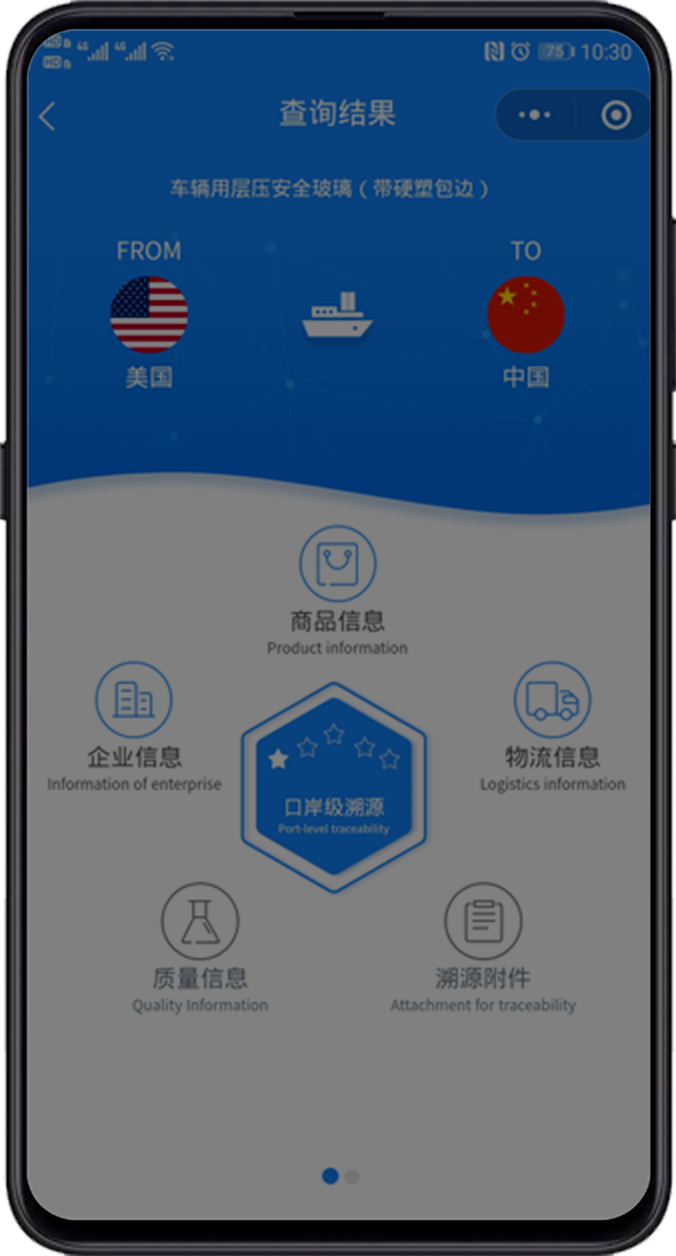 4G 4G 75 10:30
查询结果
车辆用层压安全玻璃（带硬塑包边）
FROM
TO
美国
中国
商品信息
Product information
企业信息
Information of enterprise
物流信息
Logistics information
口岸级溯源
Port-level traceability
质量信息
Quality Information
溯源附件
Attachment for traceability